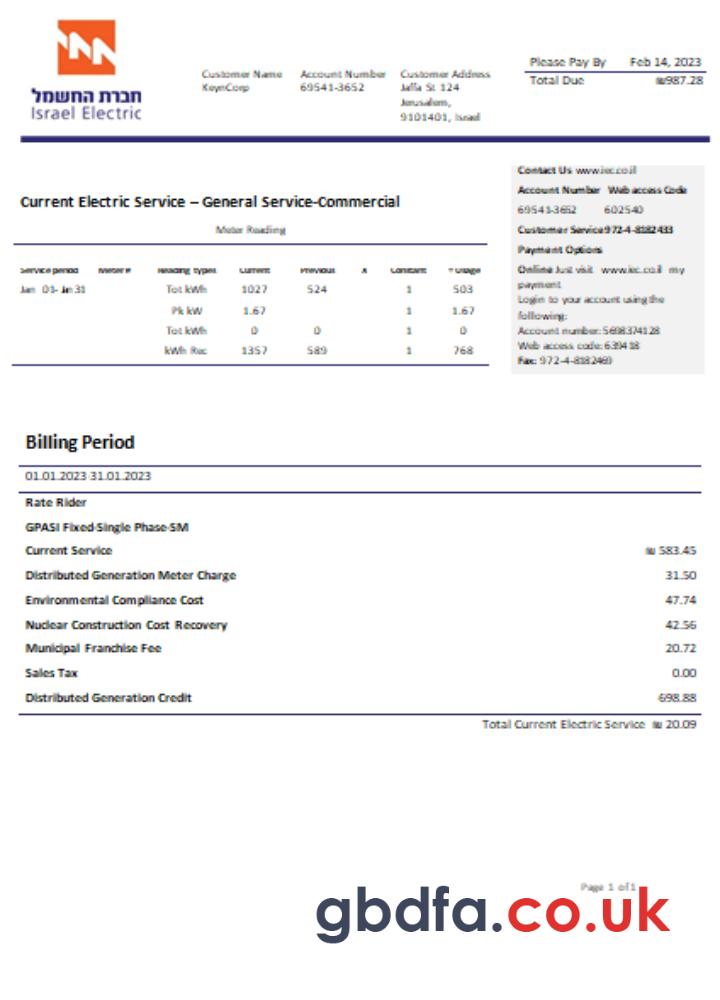 חברת החשמל
Israel Electric
Customer Name Account Number Customer Address
KeynCorp 69541-3652 Jaffa St 124
Jerusalem,
9101401, Israel
Please Pay By Feb 14, 2023
Total Due ₪987.28
Contact Us www.iec.co.il
Account Number Web access Code
69541-3652 602540
Customer Service 972-4-8182433
Payment Options
Online Just visit www.iec.co.il my
payment
Login to your account using the
following:
Account number: 5698374128
Web access code: 639418
Fax: 972-4-8182469
Current Electric Service – General Service-Commercial
Meter Reading
Service period Meter # Reading types Current Previous X Constant = Usage
Jan 01- Jn 31 Tot kWh 1027 524 1 503
Pk kW 1.67 1 1.67
Tot kWh 0 0 1 0
kWh Rec 1357 589 1 768
Billing Period
01.01.2023-31.01.2023
Rate Rider
GPASI Fixed-Single Phase-SM
Current Service ₪ 583.45
Distributed Generation Meter Charge 31.50
Environmental Compliance Cost 47.74
Nuclear Construction Cost Recovery 42.56
Municipal Franchise Fee 20.72
Sales Tax 0.00
Distributed Generation Credit -698.88
Total Current Electric Service ₪ 20.09
Page 1 of 1
gbdfa.co.uk